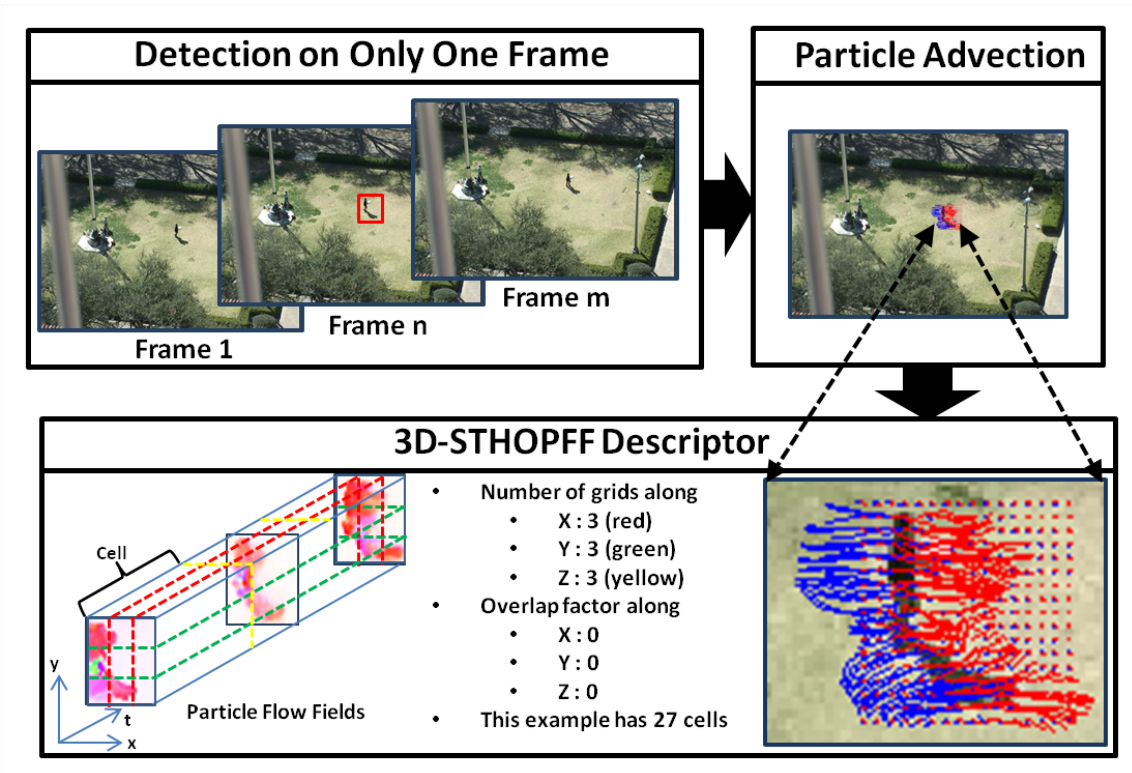 Detection on Only One Frame
Particle Advection
Frame m
Frame n
Frame 1
3D-STHOPFF Descriptor
• Number of grids along
• X : 3 (red)
• Y : 3 (green)
• Z : 3 (yellow)
• Overlap factor along
• X : 0
• Y : 0
• Z : 0
• This example has 27 cells
Cell
y
t
x
Particle Flow Fields